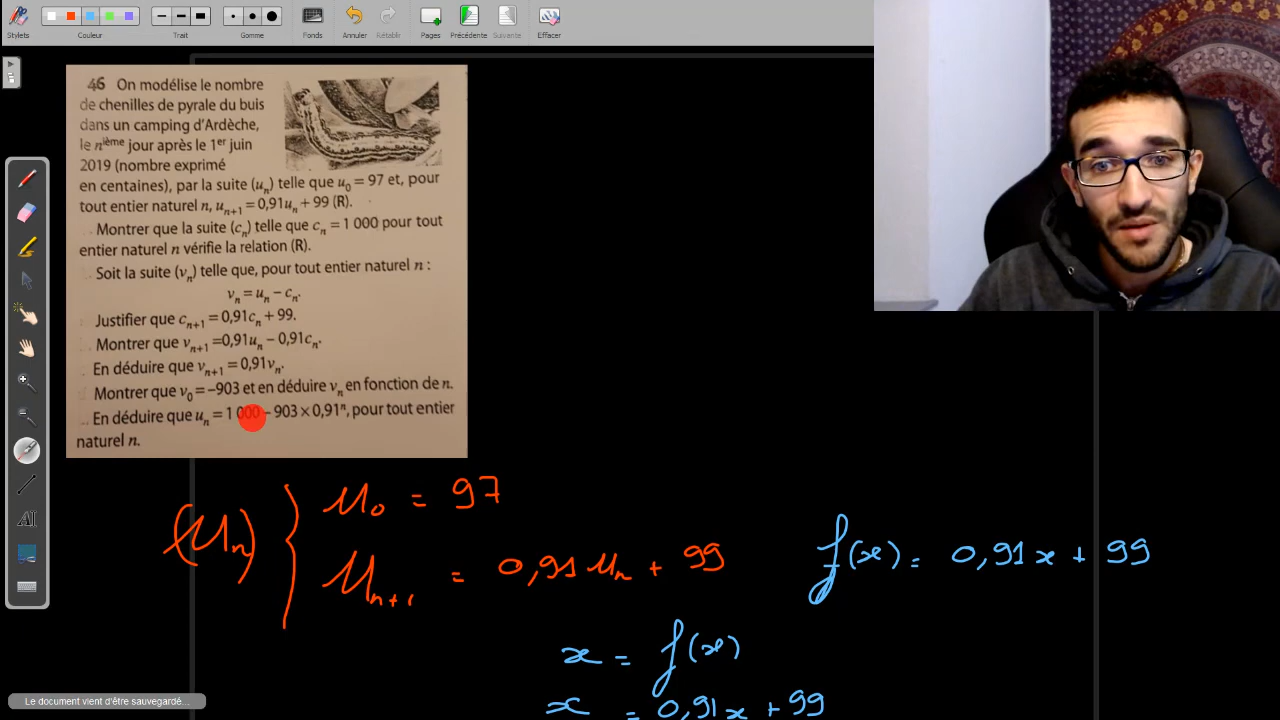 Stylets Couleur Trait Gomme Fonds Annuler Rétablir Pages Précédente Suivante Effacer
46 On modélise le nombre
de chenilles de pyrale du buis
dans un camping d'Ardèche,
le nième jour après le 1er juin
2019 (nombre exprimé
en centaines), par la suite (uₙ) telle que u₀ = 97 et, pour
tout entier naturel n, uₙ₊₁ = 0,91uₙ + 99 (R).
Montrer que la suite (cₙ) telle que cₙ = 1 000 pour tout
entier naturel n vérifie la relation (R).
Soit la suite (vₙ) telle que, pour tout entier naturel n :
vₙ = uₙ − cₙ.
Justifier que cₙ₊₁ = 0,91cₙ + 99.
Montrer que vₙ₊₁ =0,91uₙ − 0,91cₙ.
En déduire que vₙ₊₁ = 0,91vₙ.
Montrer que v₀ = −903 et en déduire vₙ en fonction de n.
En déduire que uₙ = 1 000 − 903 × 0,91ⁿ, pour tout entier
naturel n.
(uₙ) { u₀ = 97
uₙ₊₁ = 0,91 uₙ + 99
f(x) = 0,91 x + 99
x = f(x)
x = 0,91 x + 99
AI
Le document vient d'être sauvegardé...